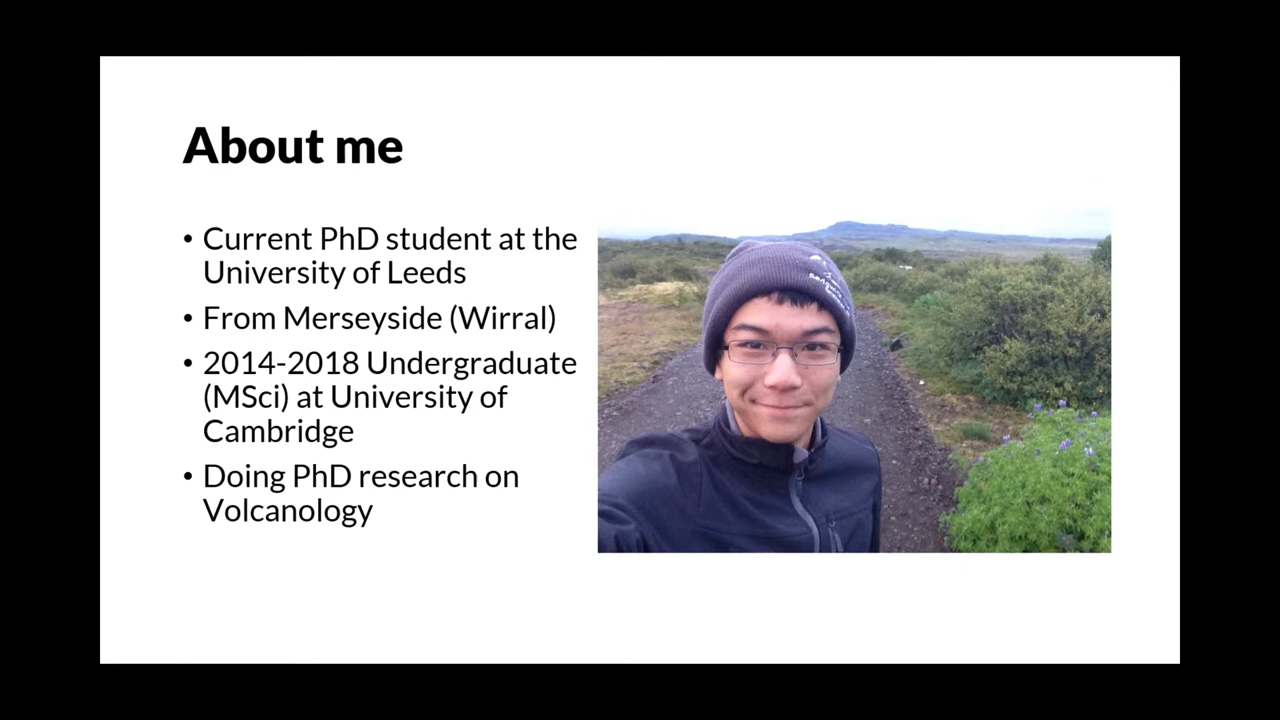 About me
• Current PhD student at the
University of Leeds
• From Merseyside (Wirral)
• 2014-2018 Undergraduate
(MSci) at University of
Cambridge
• Doing PhD research on
Volcanology